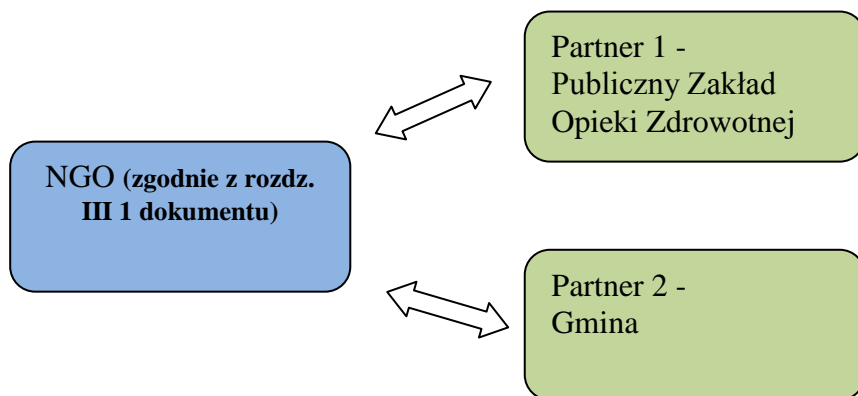 Partner 1 -
Publiczny Zakład
Opieki Zdrowotnej
NGO (zgodnie z rozdz.
III 1 dokumentu)
Partner 2 -
Gmina